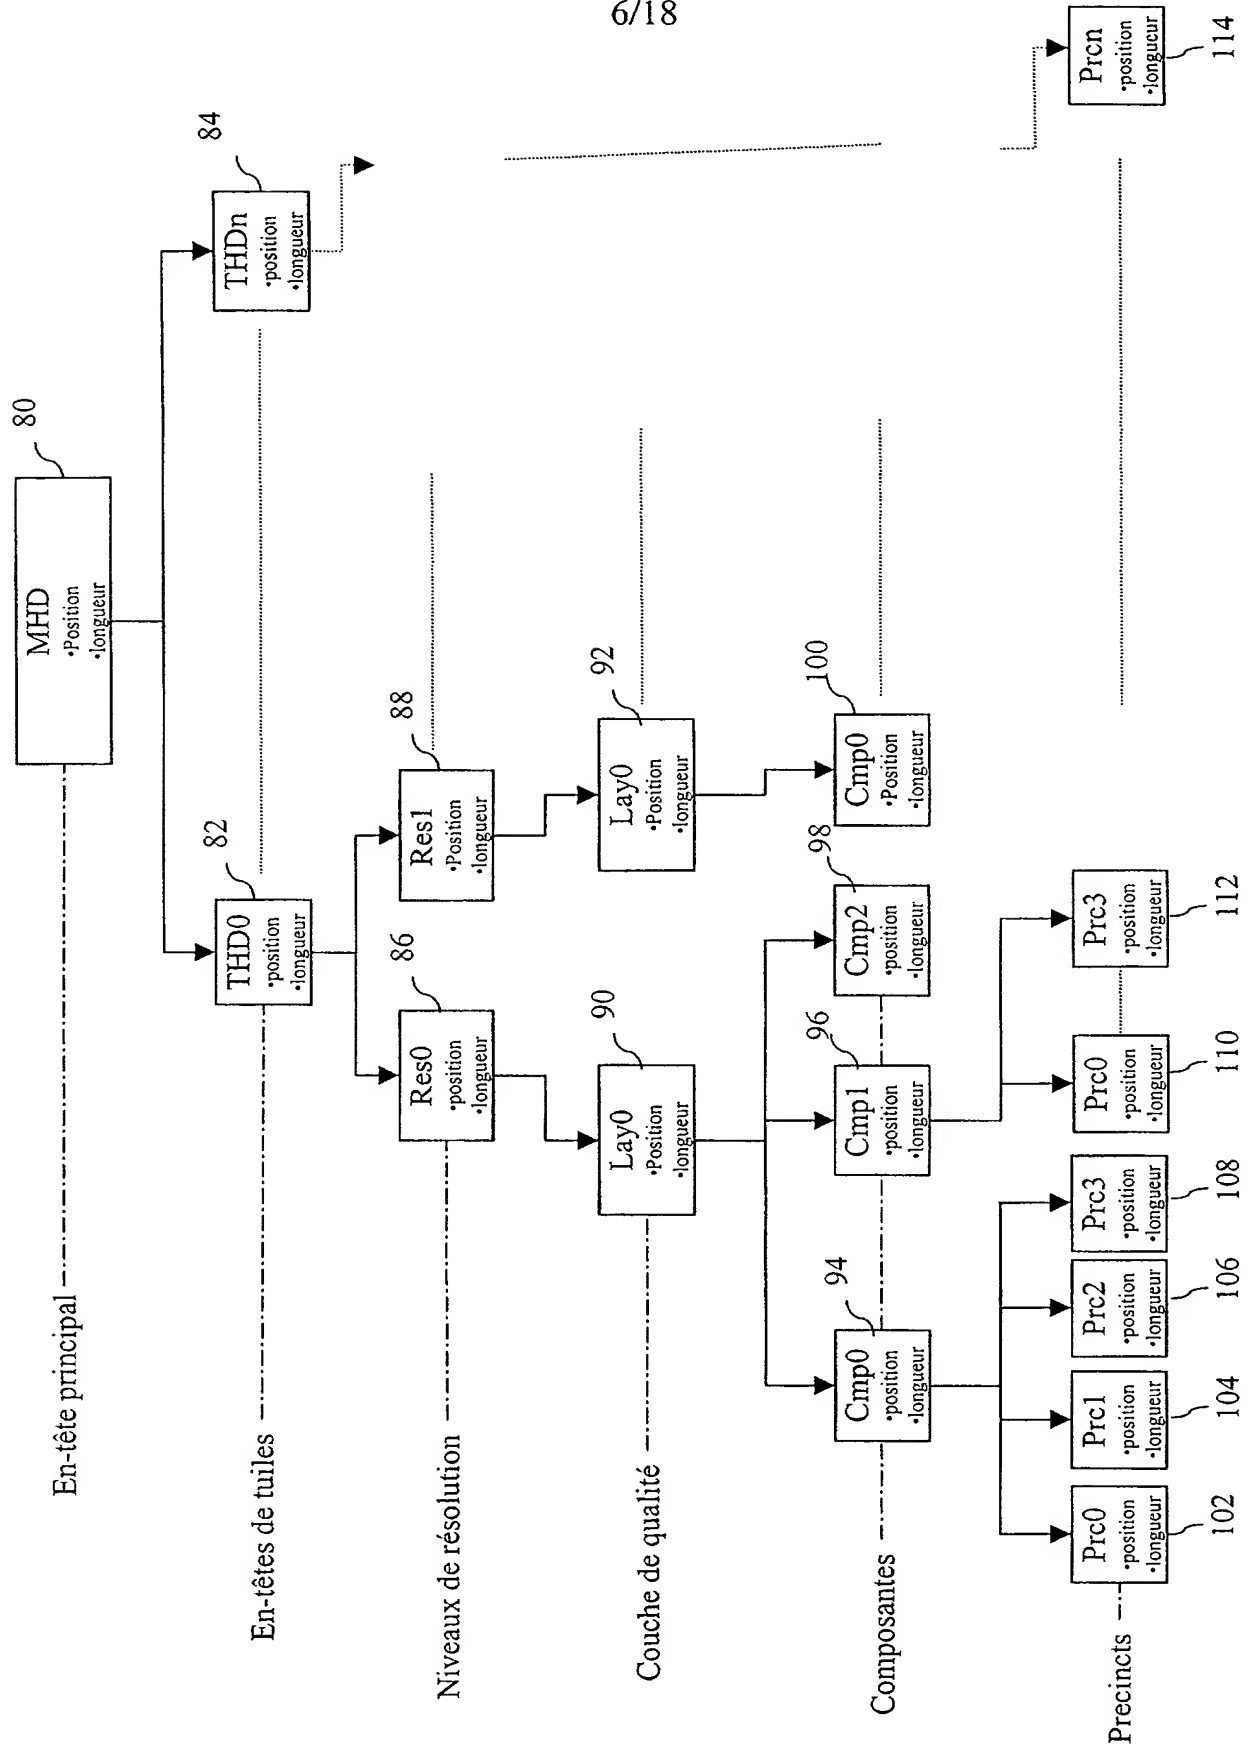 6/18
En-tête principal
MHD
•Position
•longueur
80
En-têtes de tuiles
THD0
•position
•longueur
82
THDn
•position
•longueur
84
Niveaux de résolution
Res0
•position
•longueur
86
Res1
•Position
•longueur
88
Couche de qualité
Lay0
•Position
•longueur
90
Lay0
•Position
•longueur
92
Composantes
Cmp0
•position
•longueur
94
Cmp1
•position
•longueur
96
Cmp2
•position
•longueur
98
Cmp0
•Position
•longueur
100
Precincts
Prc0
•position
•longueur
102
Prc1
•position
•longueur
104
Prc2
•position
•longueur
106
Prc3
•position
•longueur
108
Prc0
•position
•longueur
110
Prc3
•position
•longueur
112
Prcn
•position
•longueur
114